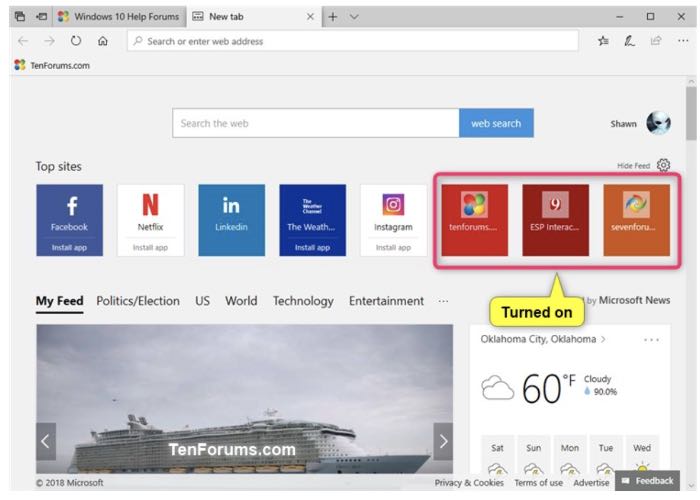 Windows 10 Help Forums
New tab
Search or enter web address
TenForums.com
Search the web
web search
Shawn
Top sites
Hide Feed
f
Facebook
Install app
N
Netflix
Install app
in
Linkedin
The
Weather
Channel
The Weath...
Install app
Instagram
Install app
tenforums....
9
ESP Interac...
sevenforu...
Turned on
My Feed
Politics/Election
US
World
Technology
Entertainment
...
by Microsoft News
Oklahoma City, Oklahoma >
...
60°F
Cloudy
90.0%
TenForums.com
Sat
Sun
Mon
Tue
Wed
© 2018 Microsoft
Privacy & Cookies
Terms of use
Advertise
Feedback